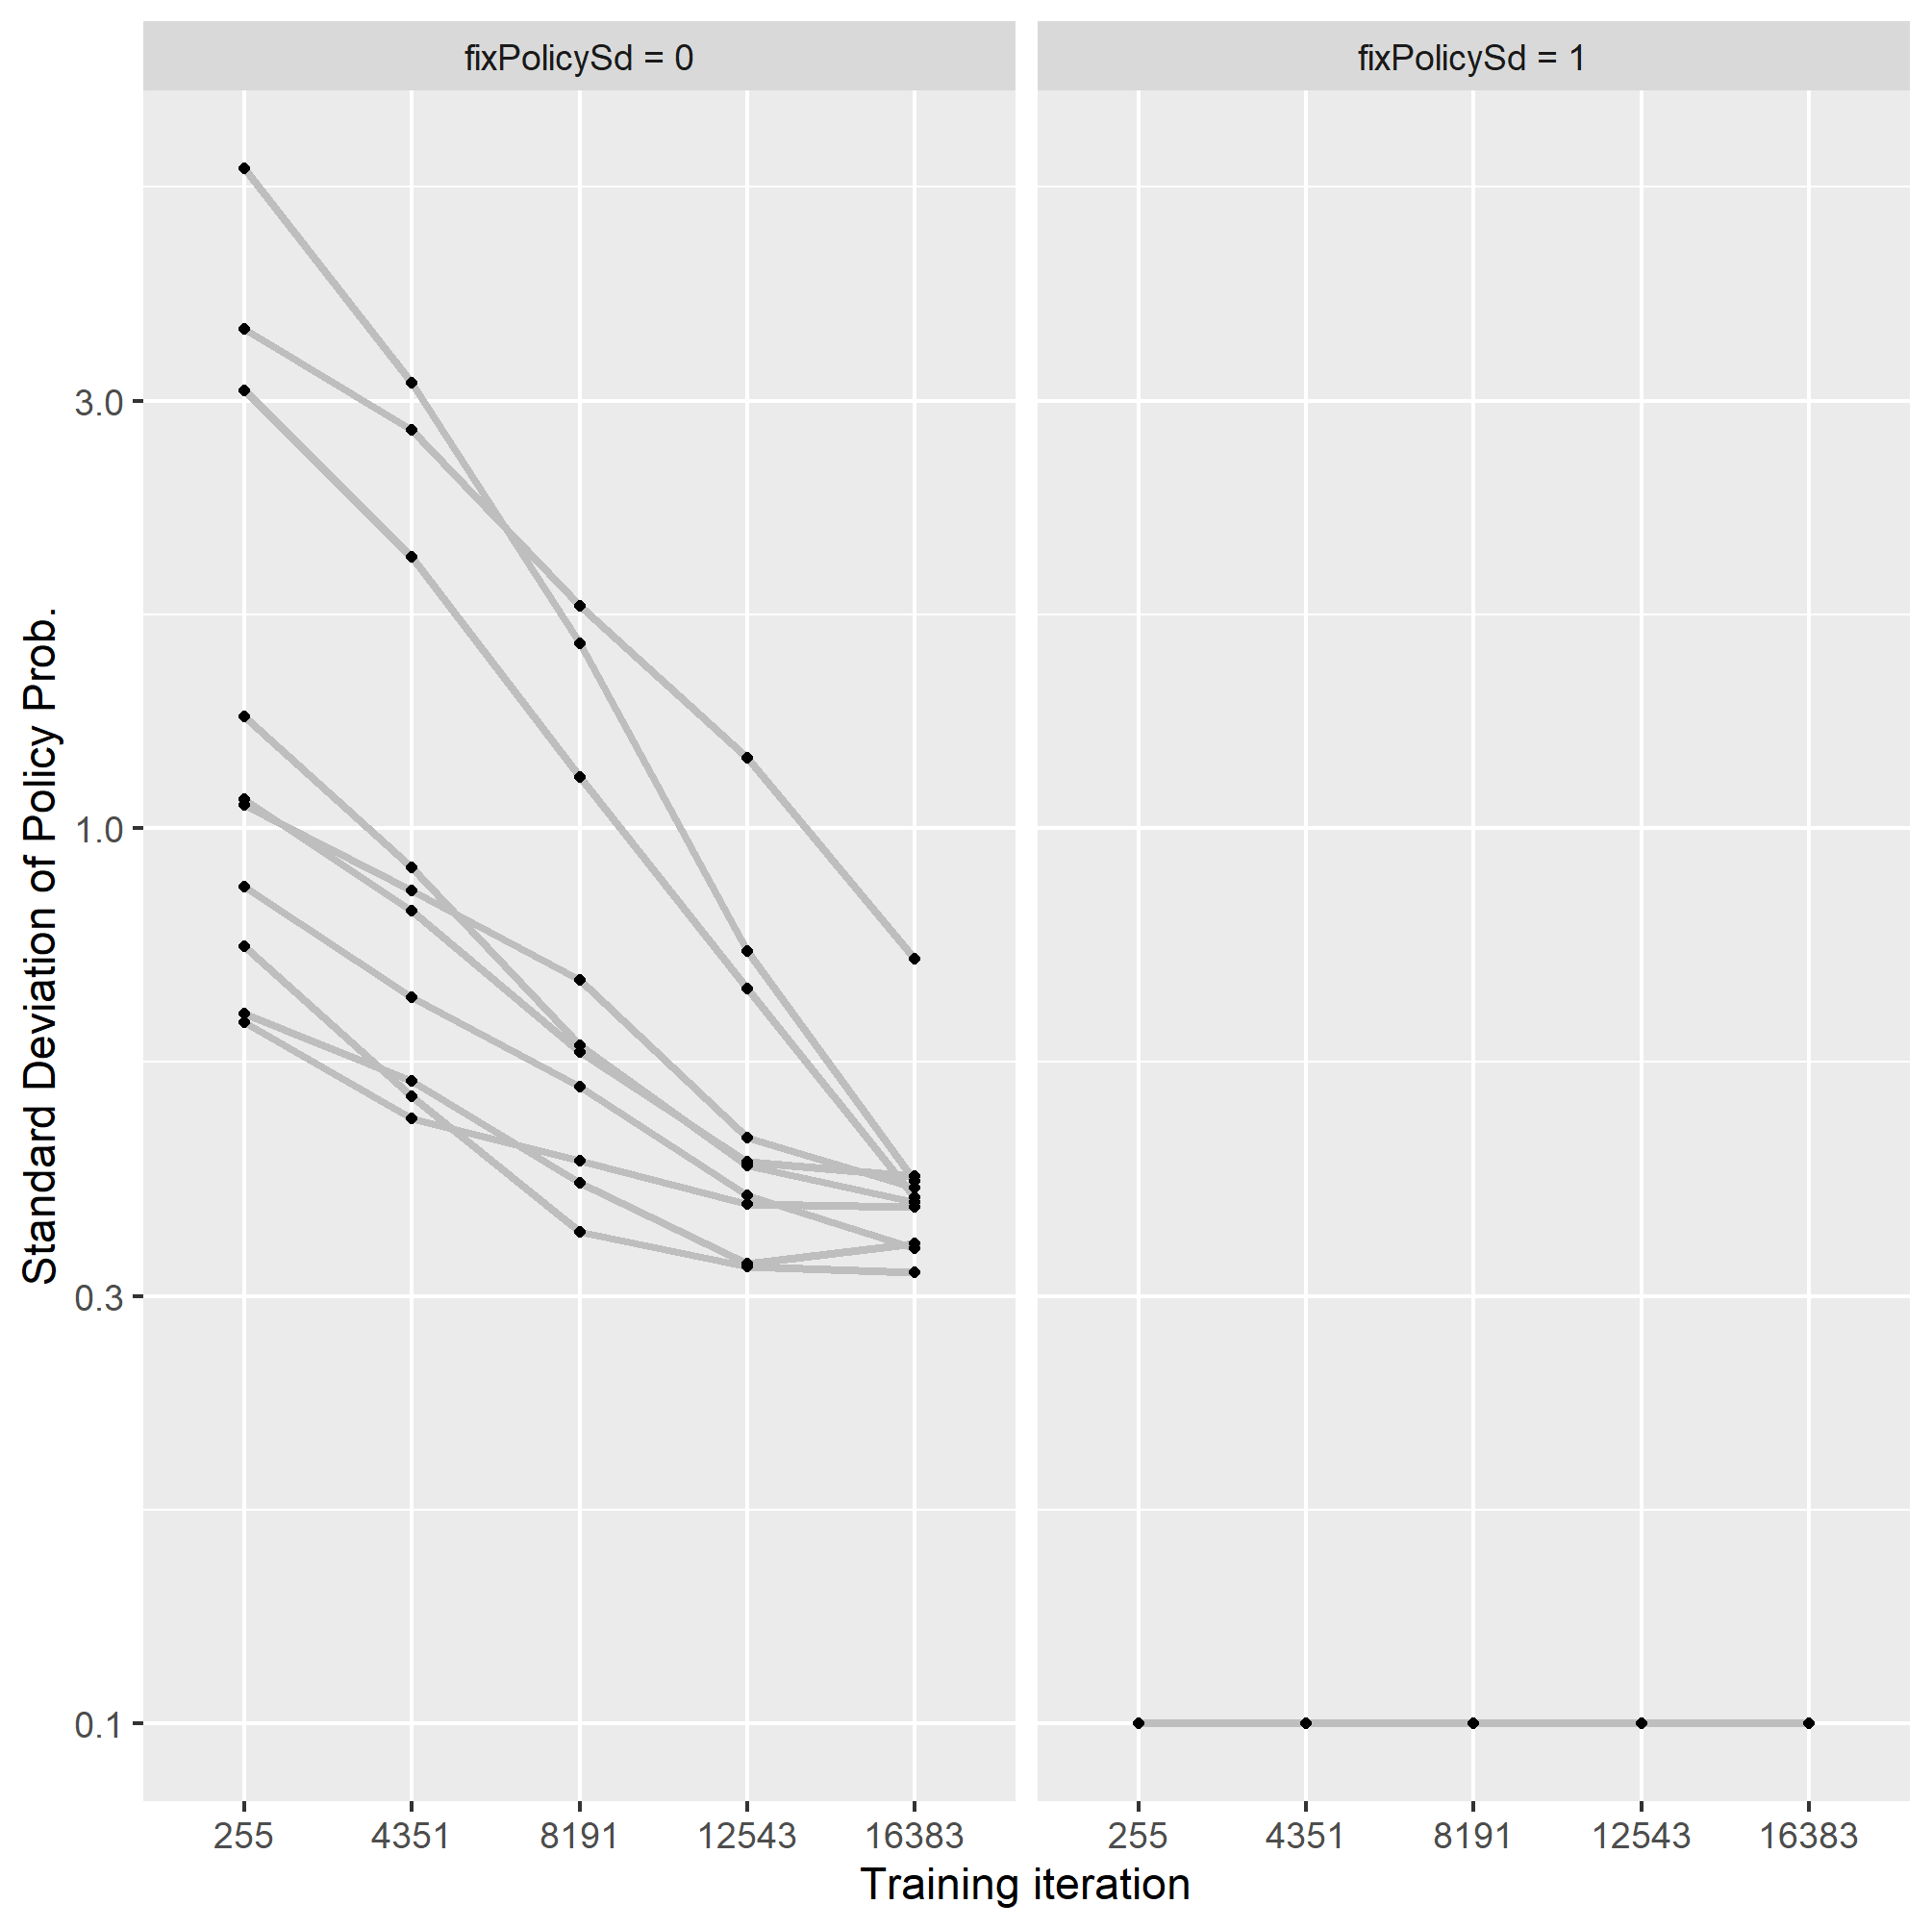 fixPolicySd = 0
fixPolicySd = 1
Standard Deviation of Policy Prob.
3.0
1.0
0.3
0.1
255 4351 8191 12543 16383
255 4351 8191 12543 16383
Training iteration